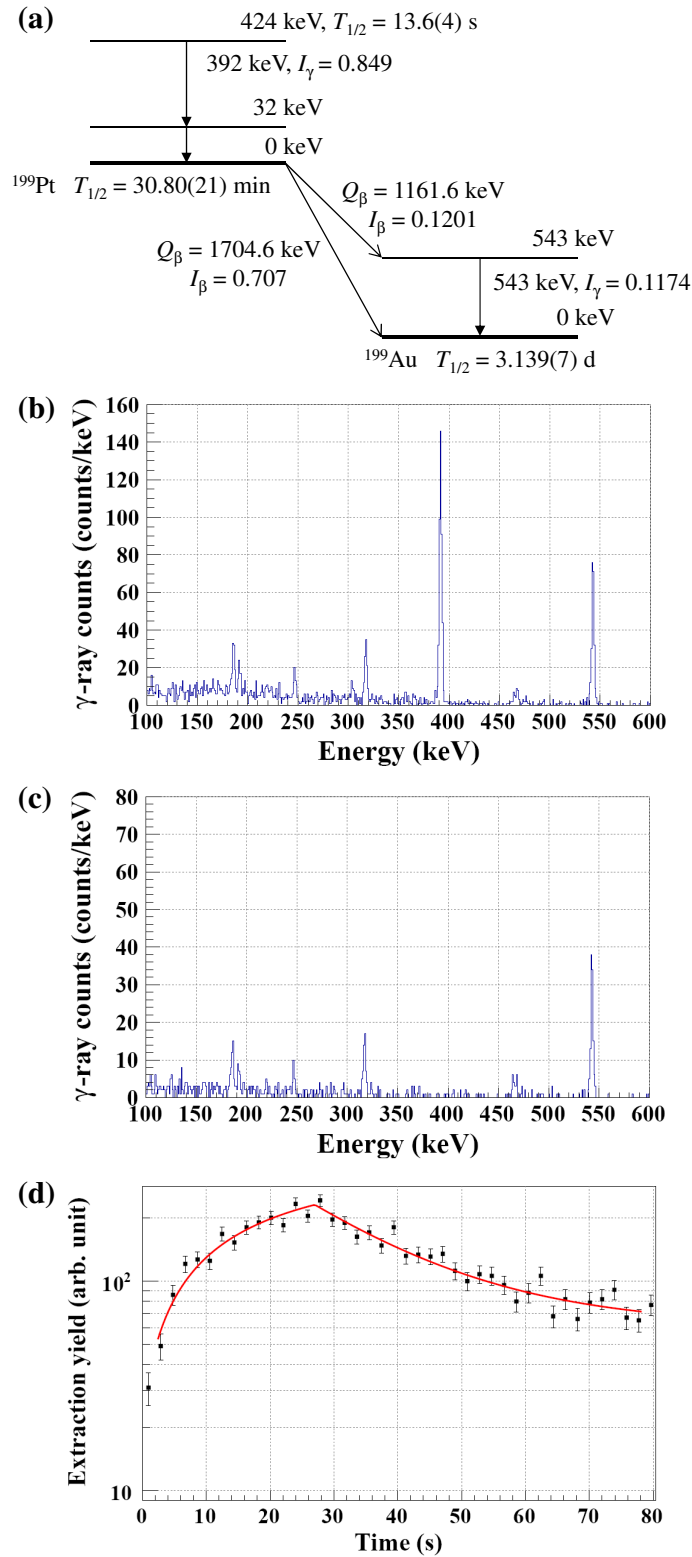 (a)
424 keV, T1/2 = 13.6(4) s
392 keV, Iγ = 0.849
32 keV
0 keV
199Pt T1/2 = 30.80(21) min
Qβ = 1161.6 keV
Iβ = 0.1201
543 keV
Qβ = 1704.6 keV
Iβ = 0.707
543 keV, Iγ = 0.1174
0 keV
199Au T1/2 = 3.139(7) d
(b)
γ-ray counts (counts/keV)
160
140
120
100
80
60
40
20
0
100 150 200 250 300 350 400 450 500 550 600
Energy (keV)
(c)
γ-ray counts (counts/keV)
80
70
60
50
40
30
20
10
0
100 150 200 250 300 350 400 450 500 550 600
Energy (keV)
(d)
Extraction yield (arb. unit)
10²
10
0 10 20 30 40 50 60 70 80
Time (s)